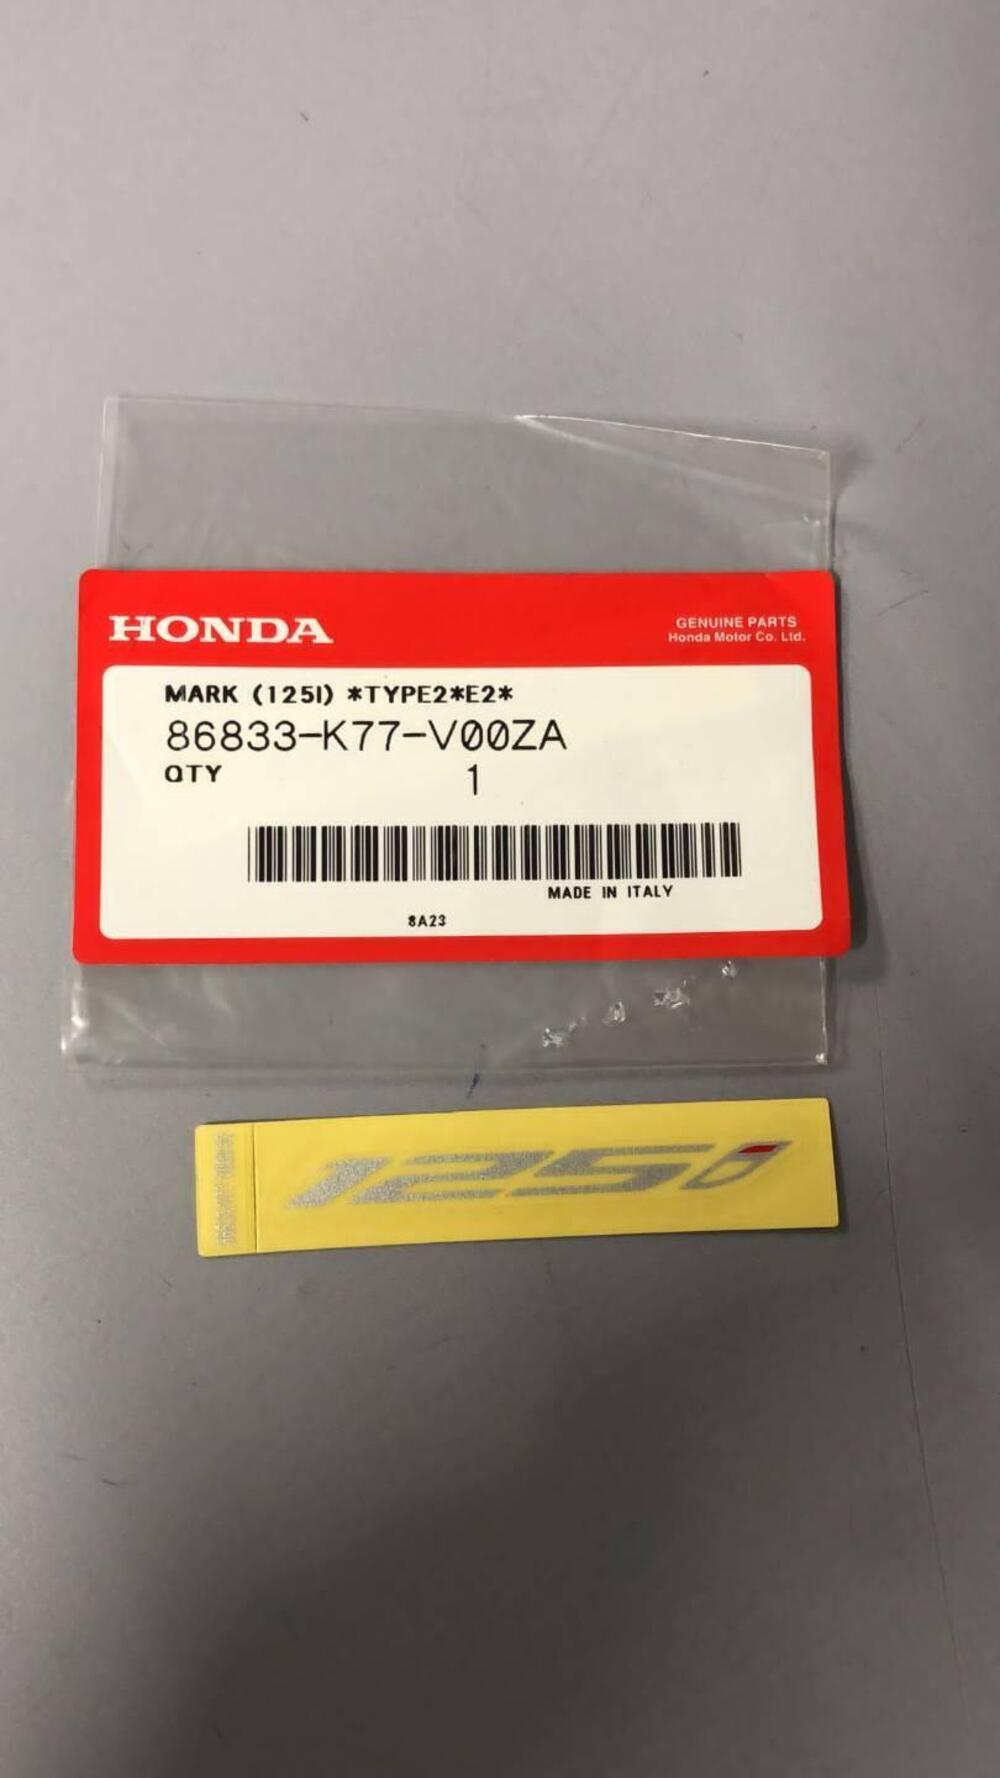 HONDA
GENUINE PARTS
Honda Motor Co. Ltd.
MARK (125I) *TYPE2*E2*
86833-K77-V00ZA
QTY 1
MADE IN ITALY
8A23
125i